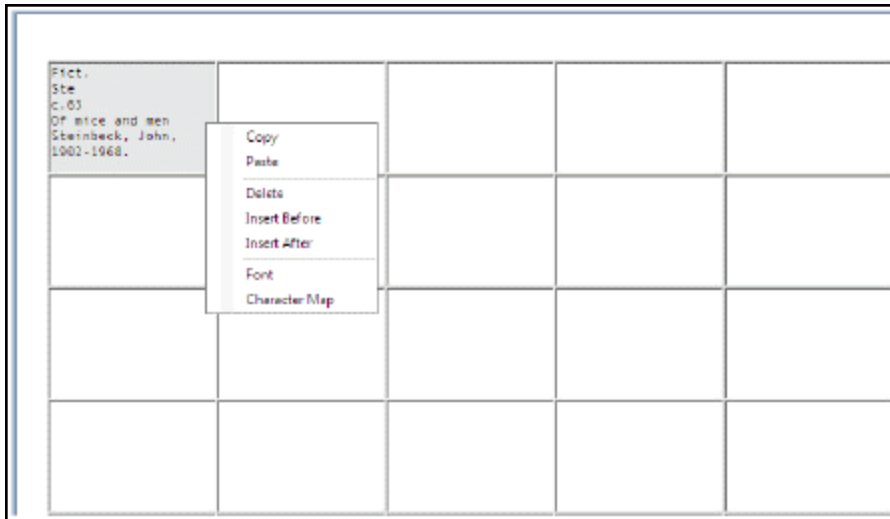 Fict.
Ste
c.63
Of mice and men
Steinbeck, John,
1902-1968.
Copy
Paste
Delete
Insert Before
Insert After
Font
Character Map